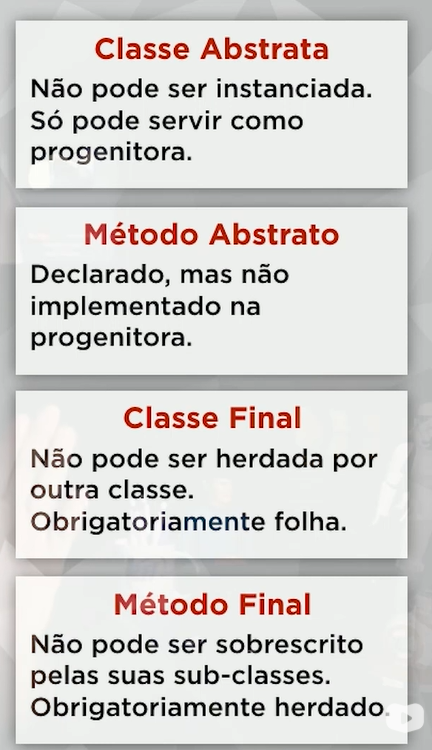 Classe Abstrata
Não pode ser instanciada.
Só pode servir como
progenitora.
Método Abstrato
Declarado, mas não
implementado na
progenitora.
Classe Final
Não pode ser herdada por
outra classe.
Obrigatoriamente folha.
Método Final
Não pode ser sobrescrito
pelas suas sub-classes.
Obrigatoriamente herdado.